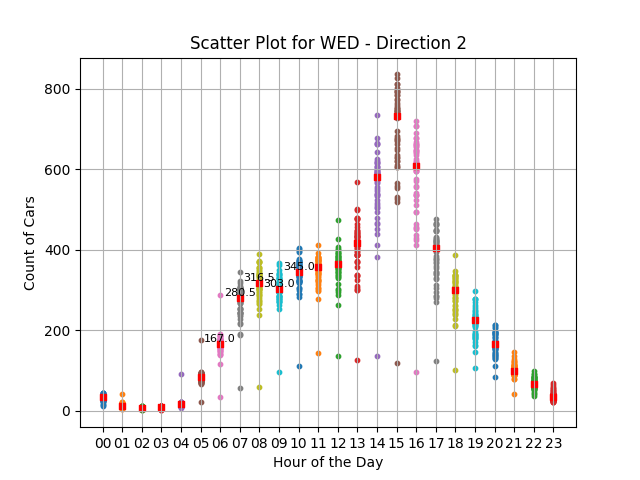 Scatter Plot for WED - Direction 2
Count of Cars
800
600
400
200
0
345.0
316.5
303.0
280.5
167.0
00 01 02 03 04 05 06 07 08 09 10 11 12 13 14 15 16 17 18 19 20 21 22 23
Hour of the Day